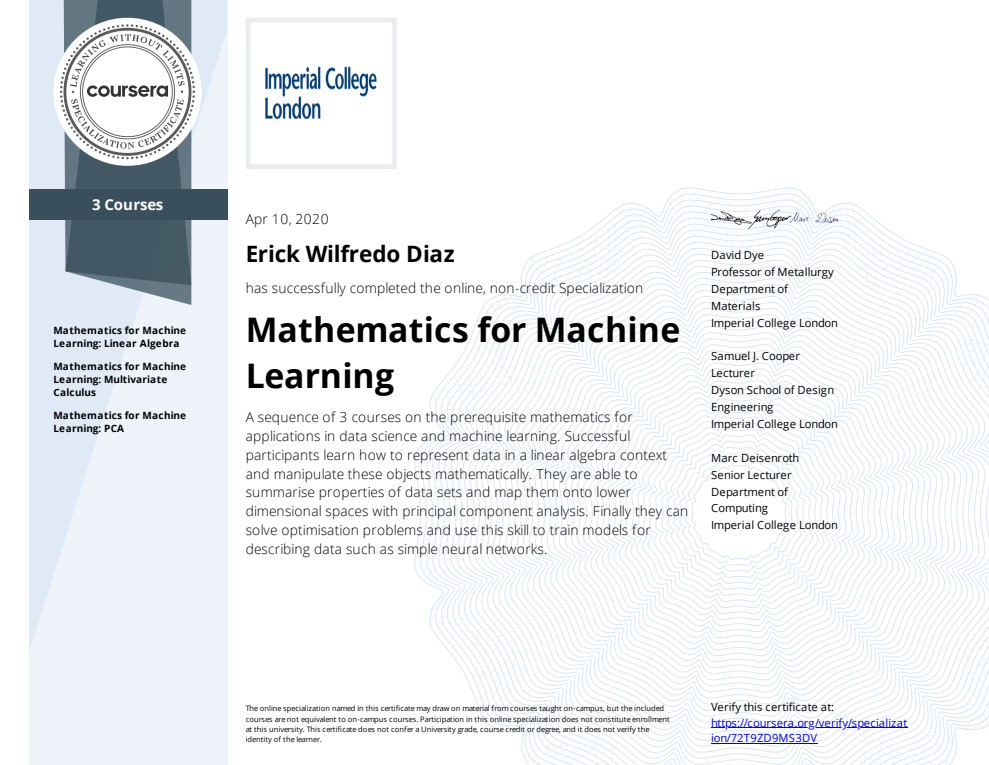 LEARNING WITHOUT LIMITS
coursera
SPECIALIZATION CERTIFICATE
3 Courses
Mathematics for Machine
Learning: Linear Algebra
Mathematics for Machine
Learning: Multivariate
Calculus
Mathematics for Machine
Learning: PCA
Imperial College
London
Apr 10, 2020
Erick Wilfredo Diaz
has successfully completed the online, non-credit Specialization
Mathematics for Machine
Learning
A sequence of 3 courses on the prerequisite mathematics for
applications in data science and machine learning. Successful
participants learn how to represent data in a linear algebra context
and manipulate these objects mathematically. They are able to
summarise properties of data sets and map them onto lower
dimensional spaces with principal component analysis. Finally they can
solve optimisation problems and use this skill to train models for
describing data such as simple neural networks.
David Dye
Professor of Metallurgy
Department of
Materials
Imperial College London
Samuel J. Cooper
Lecturer
Dyson School of Design
Engineering
Imperial College London
Marc Deisenroth
Senior Lecturer
Department of
Computing
Imperial College London
The online specialization named in this certificate may draw on material from courses taught on-campus, but the included
courses are not equivalent to on-campus courses. Participation in this online specialization does not constitute enrollment
at this university. This certificate does not confer a University grade, course credit or degree, and it does not verify the
identity of the learner.
Verify this certificate at:
https://coursera.org/verify/specializat
ion/72T9ZD9MS3DV